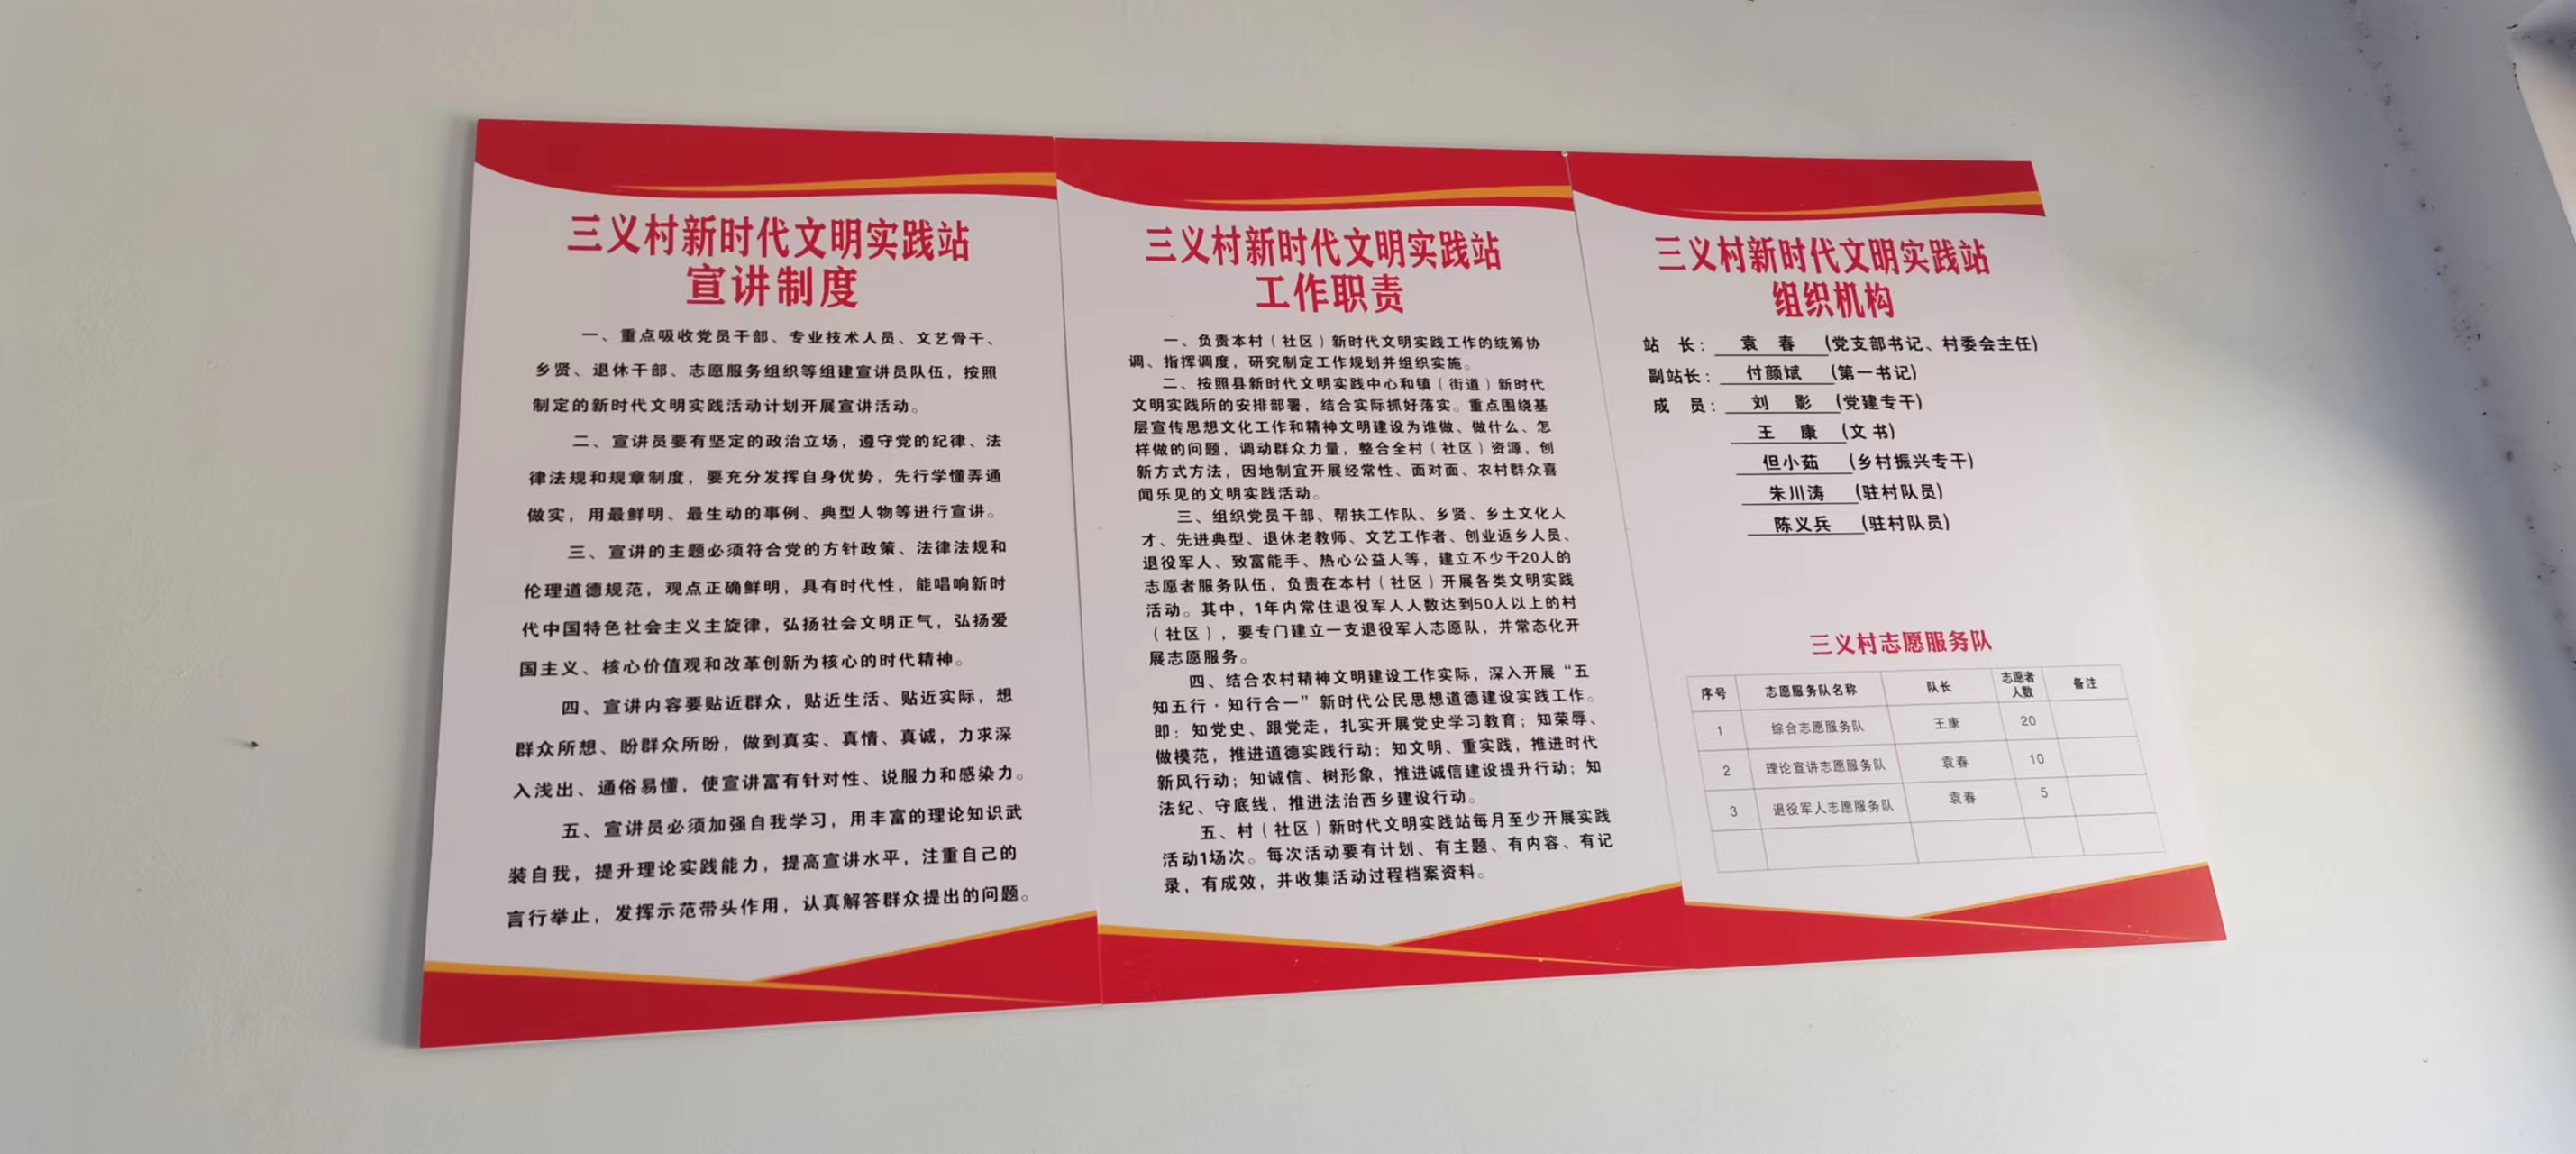 三义村新时代文明实践站
宣讲制度
一、重点吸收党员干部、专业技术人员、文艺骨干、
乡贤、退休干部、志愿服务组织等组建宣讲员队伍，按照
制定的新时代文明实践活动计划开展宣讲活动。
二、宣讲员要有坚定的政治立场，遵守党的纪律、法
律法规和规章制度，要充分发挥自身优势，先行学懂弄通
做实，用最鲜明、最生动的事例、典型人物等进行宣讲。
三、宣讲的主题必须符合党的方针政策、法律法规和
伦理道德规范，观点正确鲜明，具有时代性，能唱响新时
代中国特色社会主义主旋律，弘扬社会文明正气，弘扬爱
国主义、核心价值观和改革创新为核心的时代精神。
四、宣讲内容要贴近群众，贴近生活、贴近实际，想
群众所想、盼群众所盼，做到真实、真情、真诚，力求深
入浅出、通俗易懂，使宣讲富有针对性、说服力和感染力。
五、宣讲员必须加强自我学习，用丰富的理论知识武
装自我，提升理论实践能力，提高宣讲水平，注重自己的
言行举止，发挥示范带头作用，认真解答群众提出的问题。
三义村新时代文明实践站
工作职责
一、负责本村（社区）新时代文明实践工作的统筹协
调、指挥调度，研究制定工作规划并组织实施。
二、按照县新时代文明实践中心和镇（街道）新时代
文明实践所的安排部署，结合实际抓好落实。重点围绕基
层宣传思想文化工作和精神文明建设为谁做、做什么、怎
样做的问题，调动群众力量，整合全村（社区）资源，创
新方式方法，因地制宜开展经常性、面对面、农村群众喜
闻乐见的文明实践活动。
三、组织党员干部、帮扶工作队、乡贤、乡土文化人
才、先进典型、退休老教师、文艺工作者、创业返乡人员、
退役军人、致富能手、热心公益人等，建立不少于20人的
志愿者服务队伍，负责在本村（社区）开展各类文明实践
活动。其中，1年内常住退役军人人数达到50人以上的村
（社区），要专门建立一支退役军人志愿队，并常态化开
展志愿服务。
四、结合农村精神文明建设工作实际，深入开展“五
知五行·知行合一”新时代公民思想道德建设实践工作。
即：知党史、跟党走，扎实开展党史学习教育；知荣辱、
做模范，推进道德实践行动；知文明、重实践，推进时代
新风行动；知诚信、树形象，推进诚信建设提升行动；知
法纪、守底线，推进法治西乡建设行动。
五、村（社区）新时代文明实践站每月至少开展实践
活动1场次。每次活动要有计划、有主题、有内容、有记
录，有成效，并收集活动过程档案资料。
三义村新时代文明实践站
组织机构
站 长：袁 春（党支部书记、村委会主任）
副站长：付颜斌（第一书记）
成 员：刘 影（党建专干）
王 康（文书）
但小茹（乡村振兴专干）
朱川涛（驻村队员）
陈义兵（驻村队员）
三义村志愿服务队
序号 志愿服务队名称 队长 志愿者人数 备注
1 综合志愿服务队 王康 20
2 理论宣讲志愿服务队 袁春 10
3 退役军人志愿服务队 袁春 5